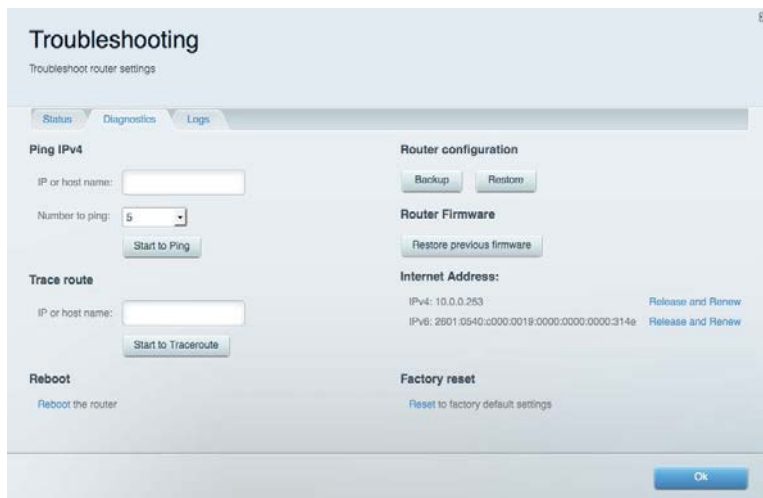 Troubleshooting
Troubleshoot router settings
Status Diagnostics Logs
Ping IPv4
IP or host name:
Number to ping: 5
Start to Ping
Trace route
IP or host name:
Start to Traceroute
Reboot
Reboot the router
Router configuration
Backup Restore
Router Firmware
Restore previous firmware
Internet Address:
IPv4: 10.0.0.253 Release and Renew
IPv6: 2601:0540:c000:0019:0000:0000:0000:314e Release and Renew
Factory reset
Reset to factory default settings
Ok